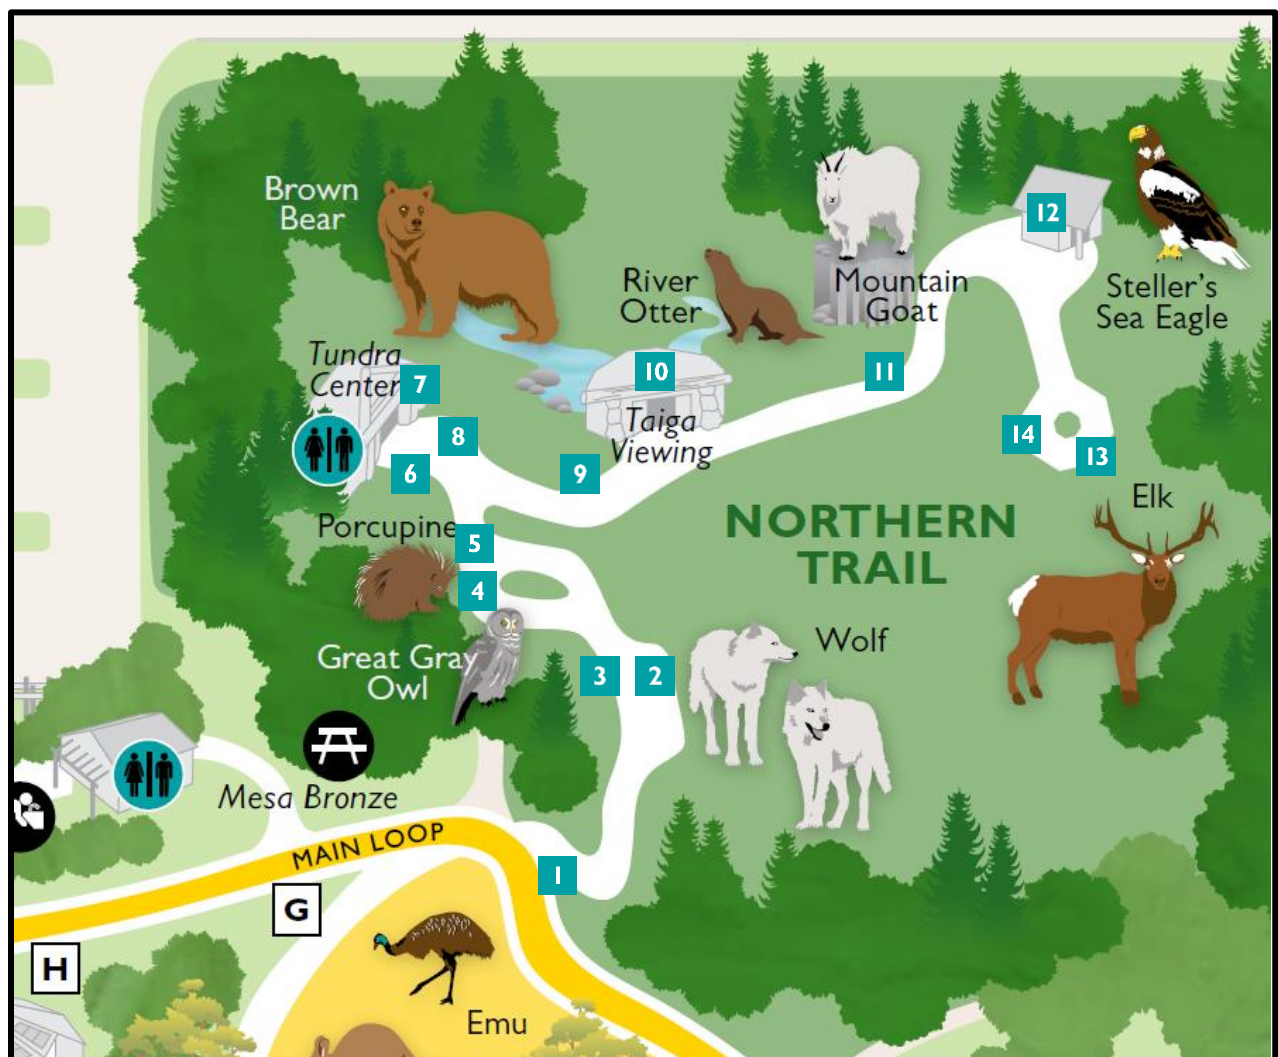 Brown
Bear
River
Otter
Mountain
Goat
12
Steller's
Sea Eagle
Tundra
Center
7
10
11
Taiga
Viewing
8
6
9
14
13
Elk
Porcupine
5
4
NORTHERN
TRAIL
Great Gray
Owl
3
2
Wolf
Mesa Bronze
MAIN LOOP
1
G
H
Emu